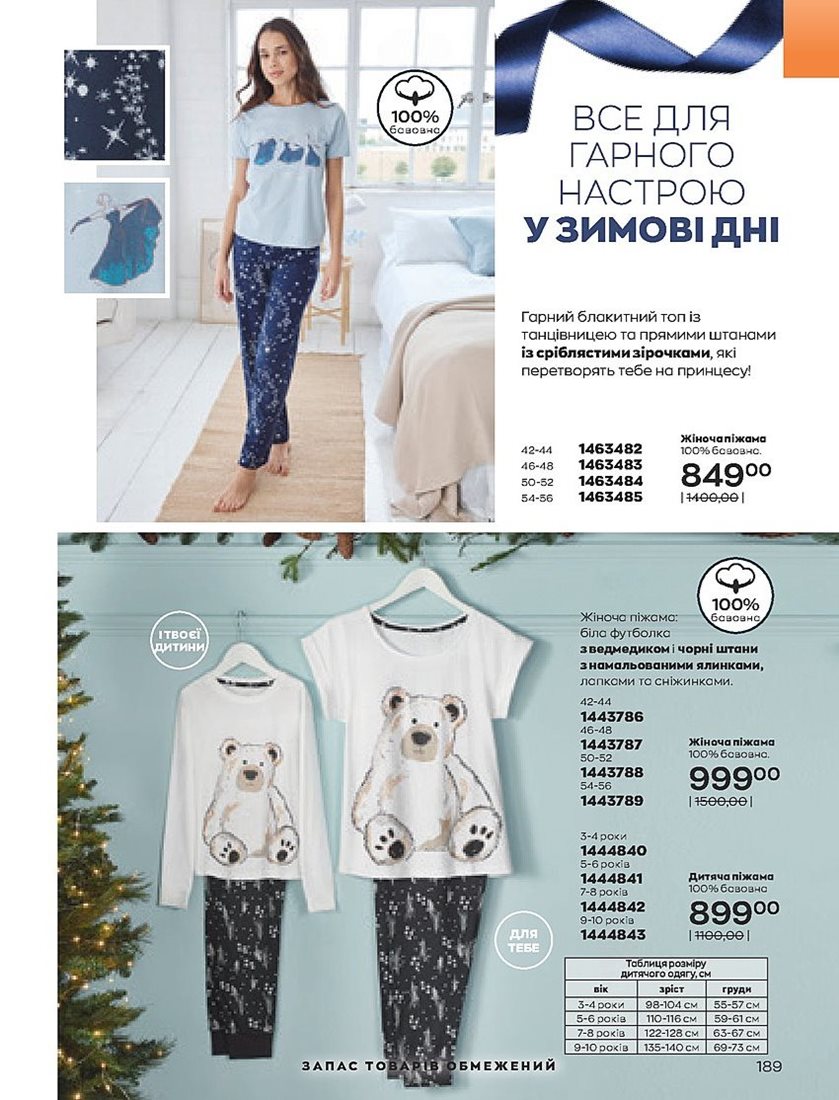 100%
бавовна
ВСЕ ДЛЯ
ГАРНОГО
НАСТРОЮ
У ЗИМОВІ ДНІ
Гарний блакитний топ із
танцівницею та прямими штанами
із сріблястими зірочками, які
перетворять тебе на принцесу!
42-44 1463482
46-48 1463483
50-52 1463484
54-56 1463485
Жіноча піжама
100% бавовна.
84900
|1400,00|
100%
бавовна
І ТВОЄЇ
ДИТИНИ
Жіноча піжама:
біла футболка
з ведмедиком і чорні штани
з намальованими ялинками,
лапками та сніжинками.
42-44
1443786
46-48
1443787
50-52
1443788
54-56
1443789
Жіноча піжама
100% бавовна.
99900
|1500,00|
3-4 роки
1444840
5-6 років
1444841
7-8 років
1444842
9-10 років
1444843
Дитяча піжама
100% бавовна
89900
|1100,00|
ДЛЯ
ТЕБЕ
Таблиця розміру
дитячого одягу, см
вік зріст груди
3-4 роки 98-104 см 55-57 см
5-6 років 110-116 см 59-61 см
7-8 років 122-128 см 63-67 см
9-10 років 135-140 см 69-73 см
ЗАПАС ТОВАРІВ ОБМЕЖЕНИЙ
189